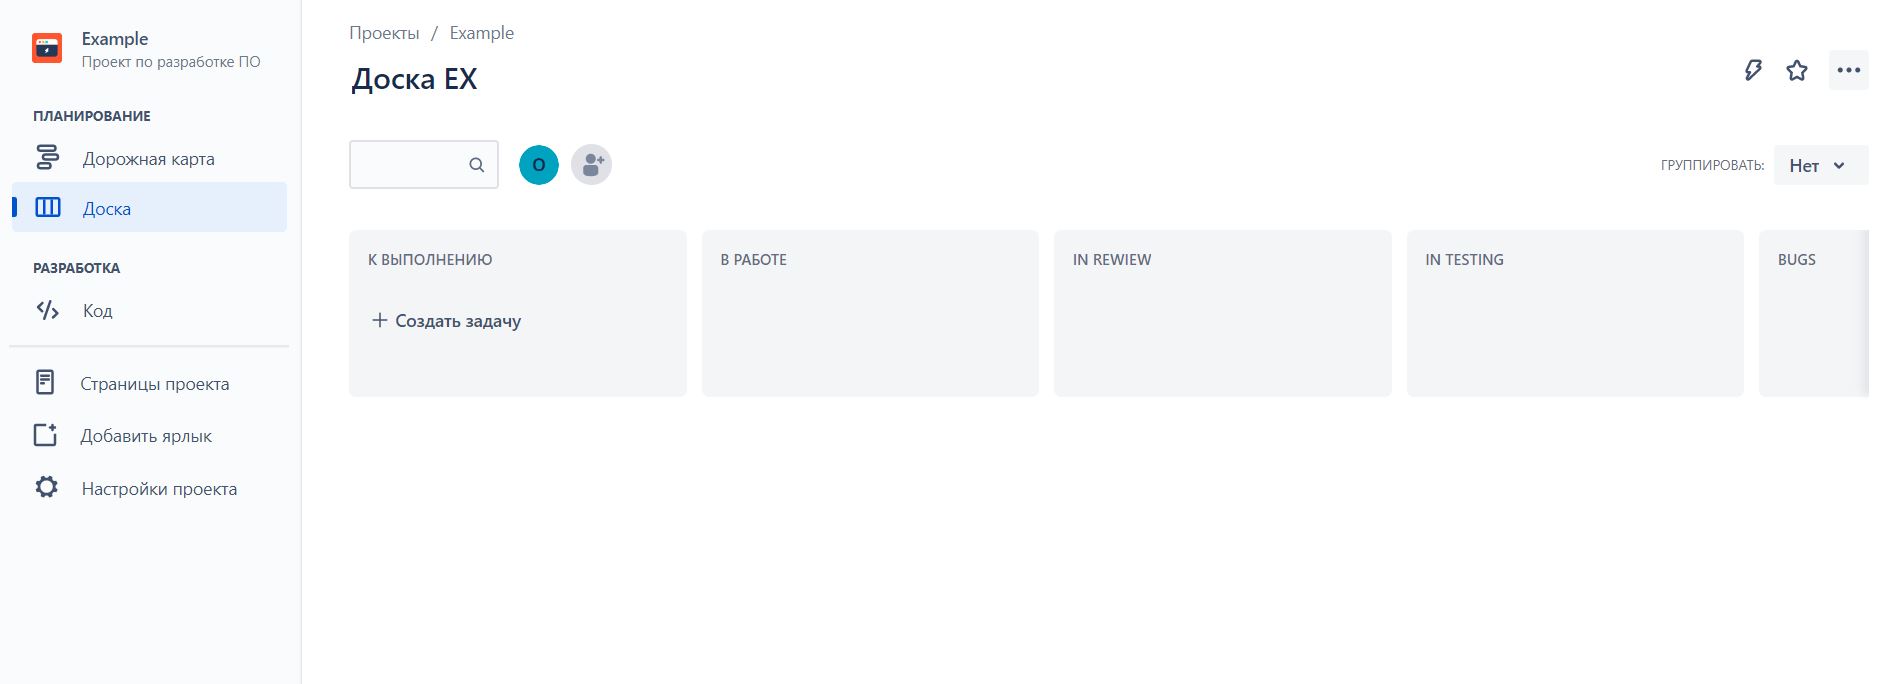 Example
Проект по разработке ПО
ПЛАНИРОВАНИЕ
Дорожная карта
Доска
РАЗРАБОТКА
Код
Страницы проекта
Добавить ярлык
Настройки проекта
Проекты / Example
Доска EX
O
ГРУППИРОВАТЬ: Нет
К ВЫПОЛНЕНИЮ
+ Создать задачу
В РАБОТЕ
IN REWIEW
IN TESTING
BUGS